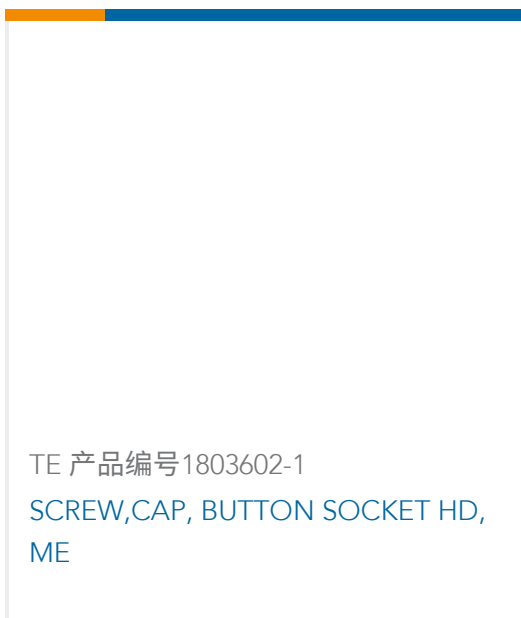 TE 产品编号1803602-1
SCREW,CAP, BUTTON SOCKET HD,
ME